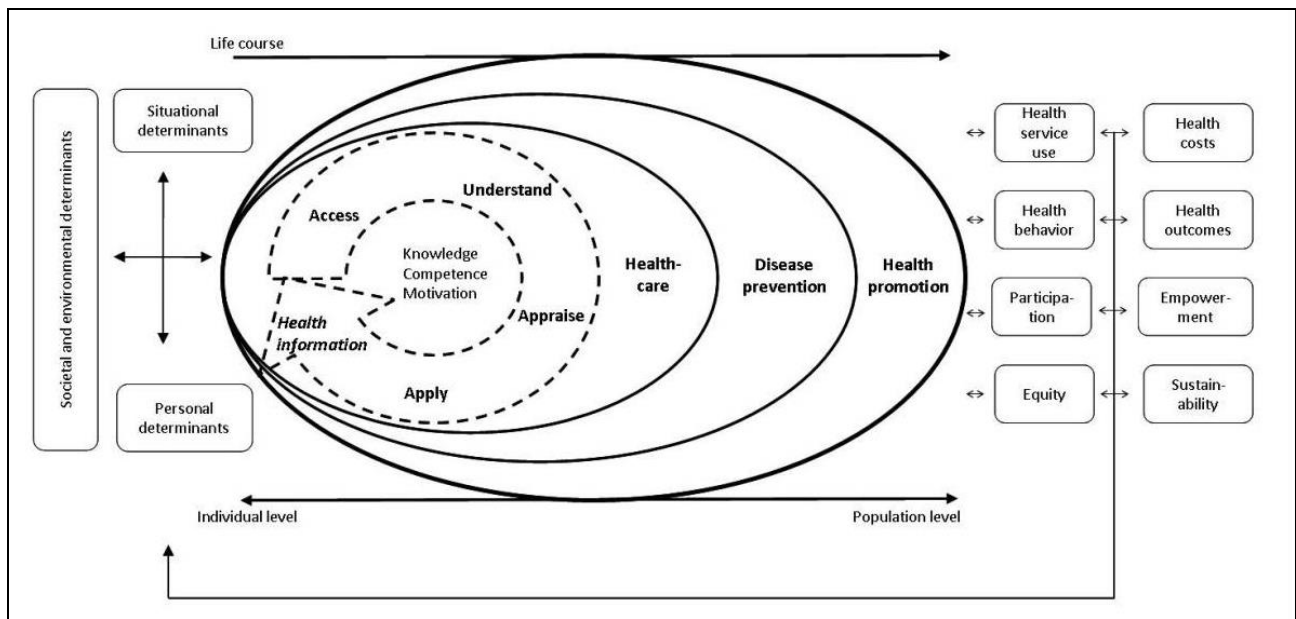 Life course
Societal and environmental determinants
Situational
determinants
Personal
determinants
Access
Understand
Knowledge
Competence
Motivation
Health
information
Appraise
Apply
Health-
care
Disease
prevention
Health
promotion
Health
service
use
Health
costs
Health
behavior
Health
outcomes
Participa-
tion
Empower-
ment
Equity
Sustain-
ability
Individual level
Population level